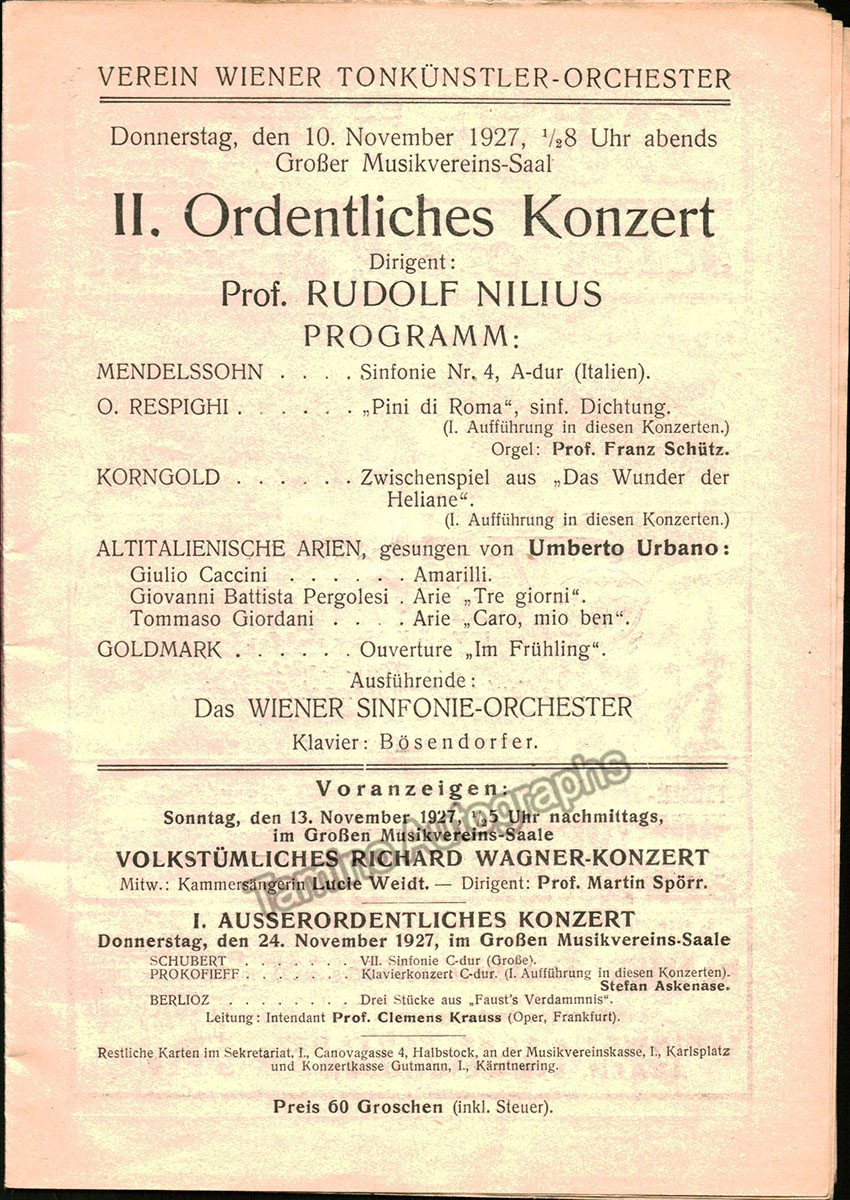 VEREIN WIENER TONKÜNSTLER-ORCHESTER
Donnerstag, den 10. November 1927, ½8 Uhr abends
Großer Musikvereins-Saal
II. Ordentliches Konzert
Dirigent:
Prof. RUDOLF NILIUS
PROGRAMM:
MENDELSSOHN . . . . Sinfonie Nr. 4, A-dur (Italien).
O. RESPIGHI . . . . . . „Pini di Roma“, sinf. Dichtung.
(I. Aufführung in diesen Konzerten.)
Orgel: Prof. Franz Schütz.
KORNGOLD . . . . . . Zwischenspiel aus „Das Wunder der
Heliane“.
(I. Aufführung in diesen Konzerten.)
ALTITALIENISCHE ARIEN, gesungen von Umberto Urbano:
Giulio Caccini . . . . . . Amarilli.
Giovanni Battista Pergolesi . Arie „Tre giorni“.
Tommaso Giordani . . . . Arie „Caro, mio ben“.
GOLDMARK . . . . . . Ouverture „Im Frühling“.
Ausführende:
Das WIENER SINFONIE-ORCHESTER
Klavier: Bösendorfer.
Voranzeigen:
Sonntag, den 13. November 1927, ½5 Uhr nachmittags,
im Großen Musikvereins-Saale
VOLKSTÜMLICHES RICHARD WAGNER-KONZERT
Mitw.: Kammersängerin Lucie Weidt. — Dirigent: Prof. Martin Spörr.
I. AUSSERORDENTLICHES KONZERT
Donnerstag, den 24. November 1927, im Großen Musikvereins-Saale
SCHUBERT . . . . . . . VII. Sinfonie C-dur (Große).
PROKOFIEFF . . . . . . . Klavierkonzert C-dur. (I. Aufführung in diesen Konzerten).
Stefan Askenase.
BERLIOZ . . . . . . . . Drei Stücke aus „Faust's Verdammnis“.
Leitung: Intendant Prof. Clemens Krauss (Oper, Frankfurt).
Restliche Karten im Sekretariat, I., Canovagasse 4, Halbstock, an der Musikvereinskasse, I., Karlsplatz
und Konzertkasse Gutmann, I., Kärntnerring.
Preis 60 Groschen (inkl. Steuer).
Tamino Autographs